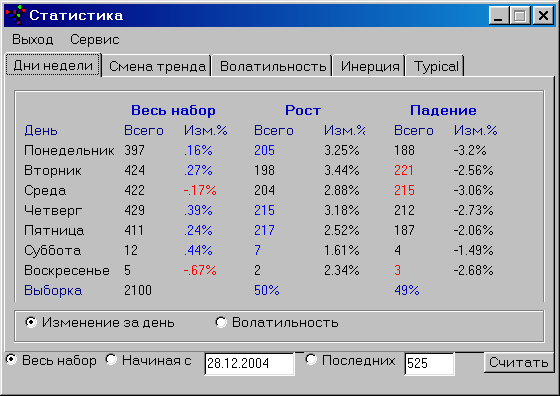 Статистика
Выход Сервис
Дни недели Смена тренда Волатильность Инерция Typical
Весь набор Рост Падение
День Всего Изм.% Всего Изм.% Всего Изм.%
Понедельник 397 .16% 205 3.25% 188 -3.2%
Вторник 424 .27% 198 3.44% 221 -2.56%
Среда 422 -.17% 204 2.88% 215 -3.06%
Четверг 429 .39% 215 3.18% 212 -2.73%
Пятница 411 .24% 217 2.52% 187 -2.06%
Суббота 12 .44% 7 1.61% 4 -1.49%
Воскресенье 5 -.67% 2 2.34% 3 -2.68%
Выборка 2100 50% 49%
Изменение за день Волатильность
Весь набор Начиная с 28.12.2004 Последних 525 Считать